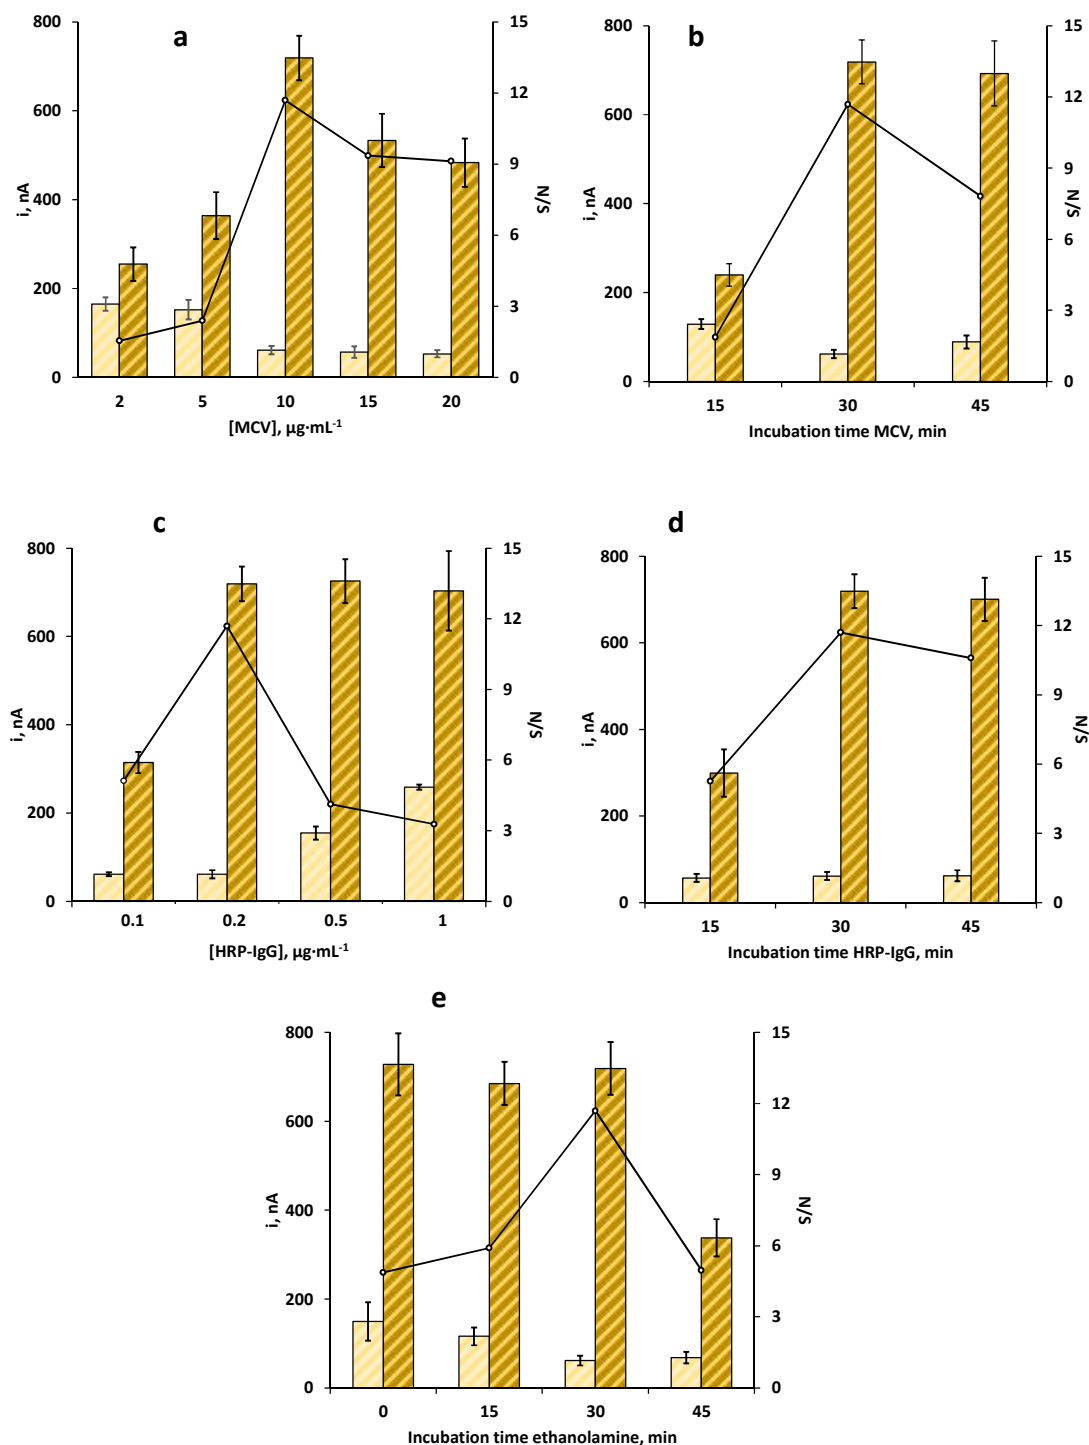 a
800
600
400
200
0
15
12
9
6
3
0
i, nA
S/N
2 5 10 15 20
[MCV], µg·mL⁻¹
b
800
600
400
200
0
15
12
9
6
3
0
i, nA
S/N
15 30 45
Incubation time MCV, min
c
800
600
400
200
0
15
12
9
6
3
0
i, nA
S/N
0.1 0.2 0.5 1
[HRP-IgG], µg·mL⁻¹
d
800
600
400
200
0
15
12
9
6
3
0
i, nA
S/N
15 30 45
Incubation time HRP-IgG, min
e
800
600
400
200
0
15
12
9
6
3
0
i, nA
S/N
0 15 30 45
Incubation time ethanolamine, min